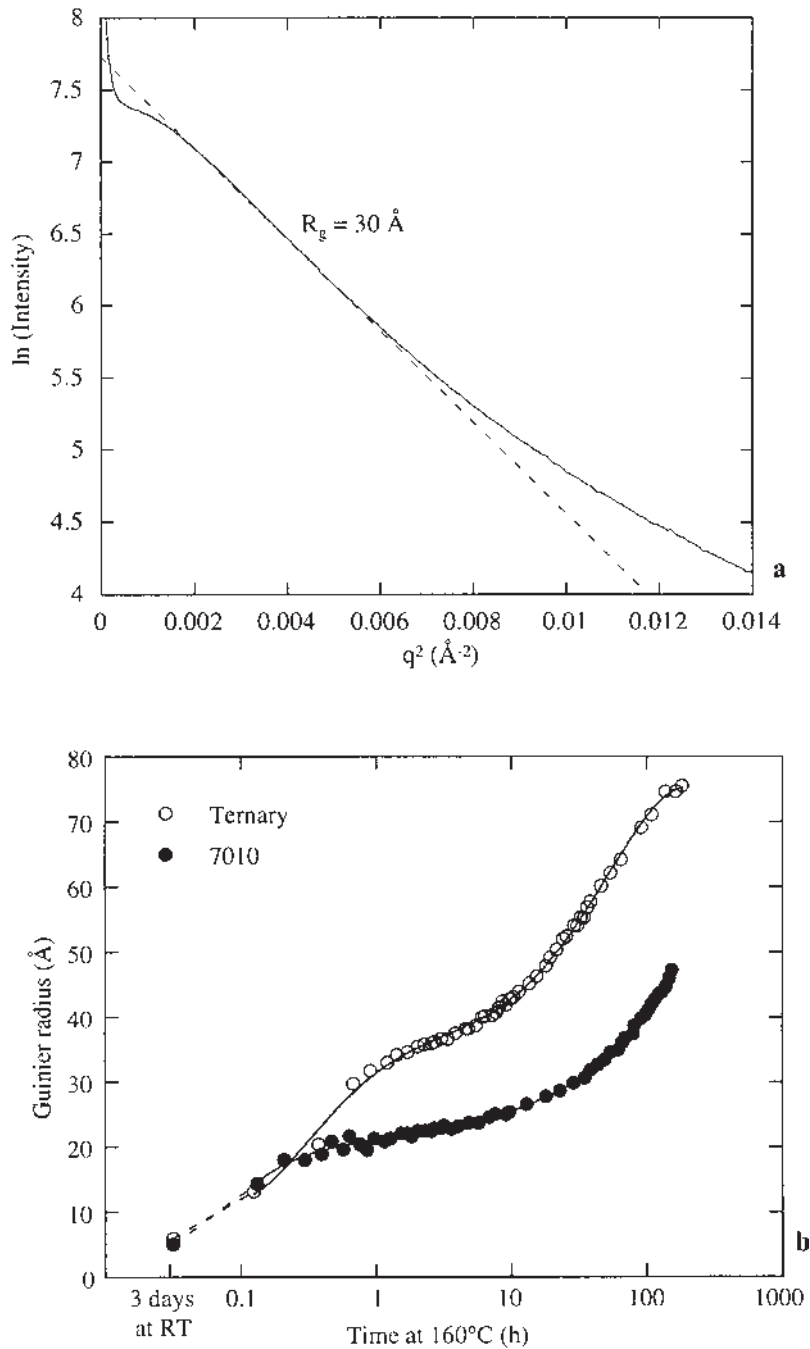 8
7.5
7
6.5
6
5.5
5
4.5
4
ln (Intensity)
R_g = 30 Å
0 0.002 0.004 0.006 0.008 0.01 0.012 0.014
q² (Å⁻²)
a
80
70
60
50
40
30
20
10
0
Guinier radius (Å)
Ternary
7010
b
3 days
at RT
0.1 1 10 100 1000
Time at 160°C (h)